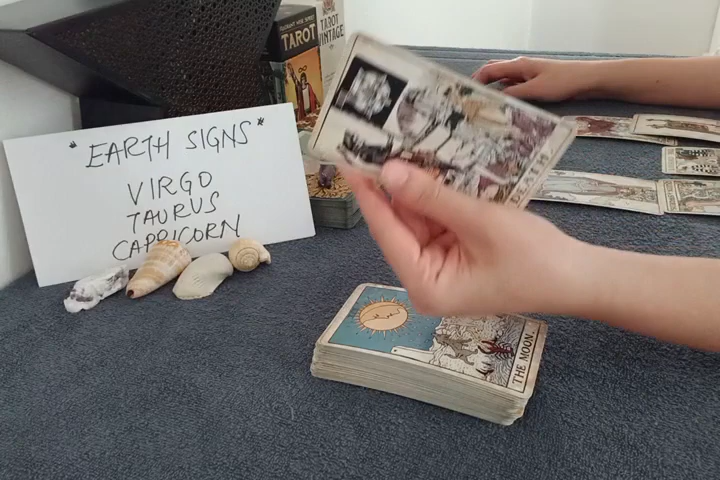 TAROT
TAROT
VINTAGE
* EARTH SIGNS *
VIRGO
TAURUS
CAPRICORN
THE MOON.